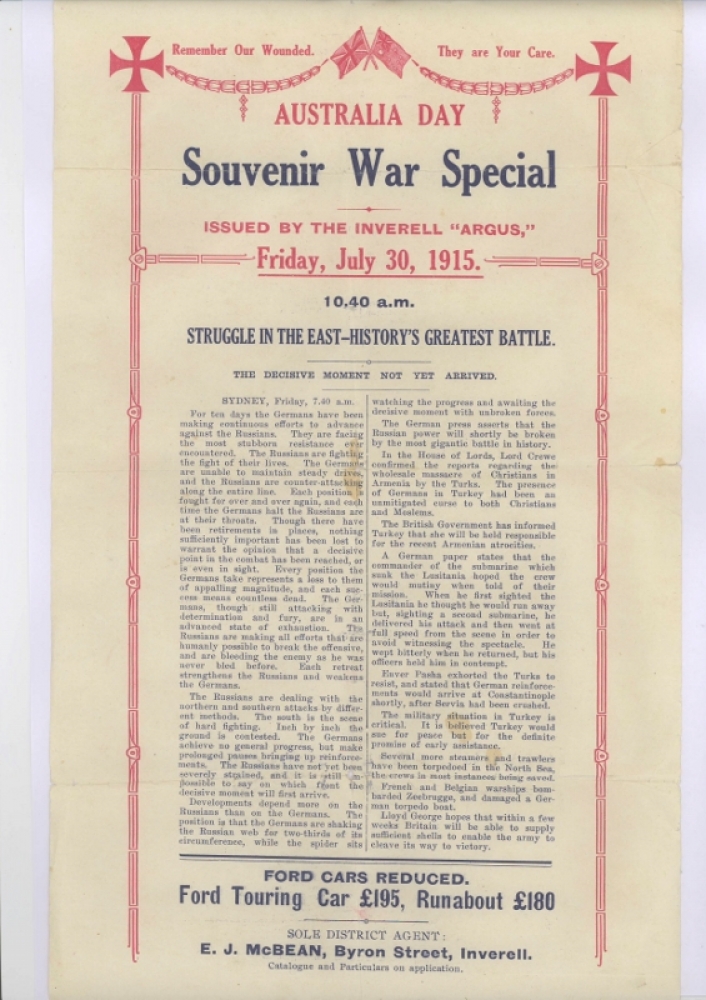 Remember Our Wounded.
They are Your Care.
AUSTRALIA DAY
Souvenir War Special
ISSUED BY THE INVERELL "ARGUS,"
Friday, July 30, 1915.
10.40 a.m.
STRUGGLE IN THE EAST–HISTORY'S GREATEST BATTLE.
THE DECISIVE MOMENT NOT YET ARRIVED.
SYDNEY, Friday, 7.40 a.m.
For ten days the Germans have been
making continuous efforts to advance
against the Russians. They are facing
the most stubborn resistance ever
encountered. The Russians are fighting
the fight of their lives. The Germans
are unable to maintain steady drives,
and the Russians are counter-attacking
along the entire line. Each position is
fought for over and over again, and each
time the Germans halt the Russians are
at their throats. Though there have
been retirements in places, nothing
sufficiently important has been lost to
warrant the opinion that a decisive
point in the combat has been reached, or
is even in sight. Every position the
Germans take represents a loss to them
of appalling magnitude, and each suc-
cess means countless dead. The Ger-
mans, though still attacking with
determination and fury, are in an
advanced state of exhaustion. The
Russians are making all efforts that are
humanly possible to break the offensive,
and are bleeding the enemy as he was
never bled before. Each retreat
strengthens the Russians and weakens
the Germans.
The Russians are dealing with the
northern and southern attacks by differ-
ent methods. The south is the scene
of hard fighting. Inch by inch the
ground is contested. The Germans
achieve no general progress, but make
prolonged pauses bringing up reinforce-
ments. The Russians have not yet been
severely strained, and it is still im-
possible to say on which front the
decisive moment will first arrive.
Developments depend more on the
Russians than on the Germans. The
position is that the Germans are shaking
the Russian web for two-thirds of its
circumference, while the spider sits
watching the progress and awaiting the
decisive moment with unbroken forces.
The German press asserts that the
Russian power will shortly be broken
by the most gigantic battle in history.
In the House of Lords, Lord Crewe
confirmed the reports regarding the
wholesale massacre of Christians in
Armenia by the Turks. The presence
of Germans in Turkey had been an
unmitigated curse to both Christians
and Moslems.
The British Government has informed
Turkey that she will be held responsible
for the recent Armenian atrocities.
A German paper states that the
commander of the submarine which
sunk the Lusitania hoped the crew
would mutiny when told of their
mission. When he first sighted the
Lusitania he thought he would run away
but, sighting a second submarine, he
delivered his attack and then went at
full speed from the scene in order to
avoid witnessing the spectacle. He
wept bitterly when he returned, but his
officers held him in contempt.
Enver Pasha exhorted the Turks to
resist, and stated that German reinforce-
ments would arrive at Constantinople
shortly, after Servia had been crushed.
The military situation in Turkey is
critical. It is believed Turkey would
sue for peace but for the definite
promise of early assistance.
Several more steamers and trawlers
have been torpedoed in the North Sea,
the crews in most instances being saved.
French and Belgian warships bom-
barded Zeebrugge, and damaged a Ger-
man torpedo boat.
Lloyd George hopes that within a few
weeks Britain will be able to supply
sufficient shells to enable the army to
cleave its way to victory.
FORD CARS REDUCED.
Ford Touring Car £195, Runabout £180
SOLE DISTRICT AGENT:
E. J. McBEAN, Byron Street, Inverell.
Catalogue and Particulars on application.